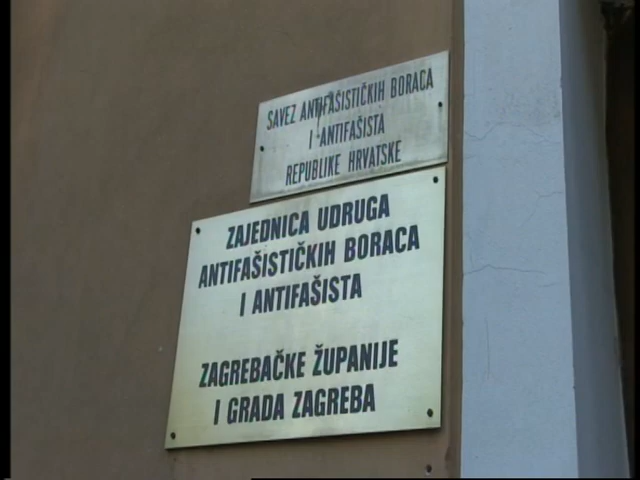 SAVEZ ANTIFAŠISTIČKIH BORACA
I ANTIFAŠISTA
REPUBLIKE HRVATSKE
ZAJEDNICA UDRUGA
ANTIFAŠISTIČKIH BORACA
I ANTIFAŠISTA
ZAGREBAČKE ŽUPANIJE
I GRADA ZAGREBA